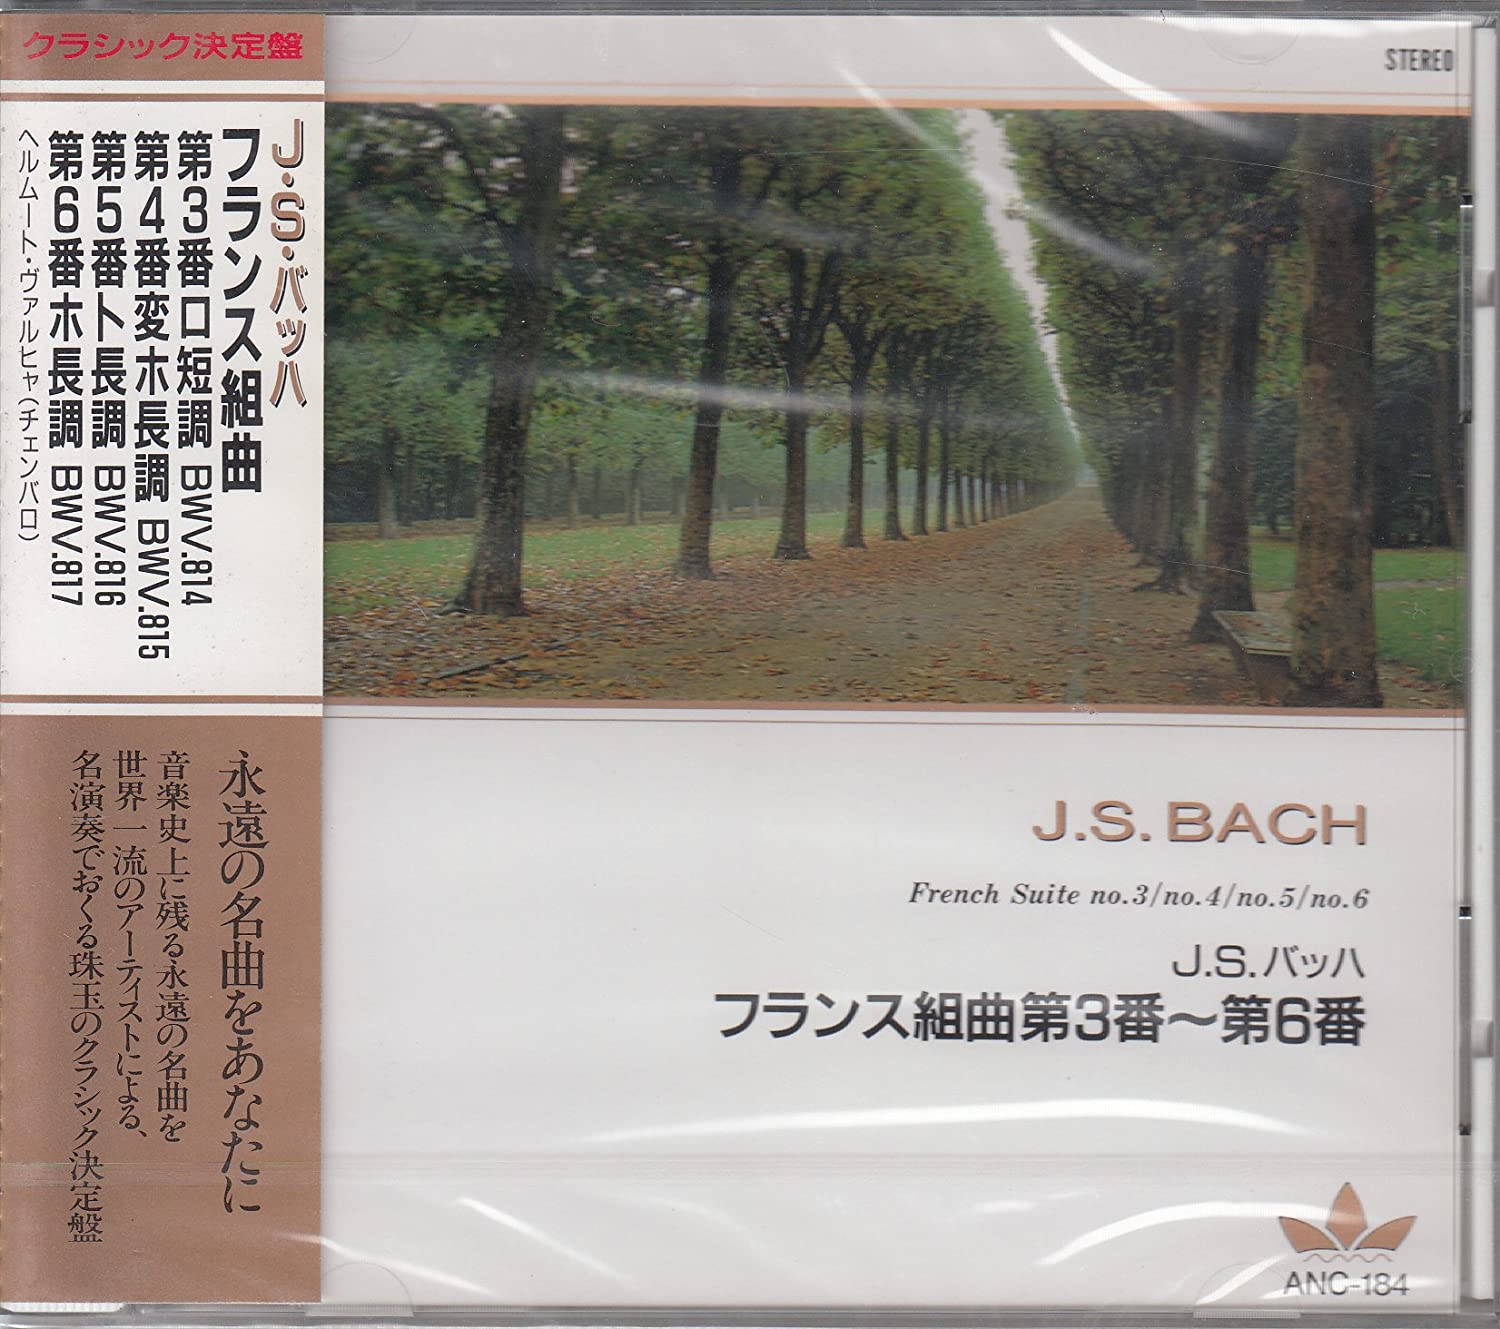 クラシック決定盤
J・S・バッハ
フランス組曲
第3番ロ短調 BWV.814
第4番変ホ長調 BWV.815
第5番ト長調 BWV.816
第6番ホ長調 BWV.817
ヘルムート・ヴァルヒャ(チェンバロ)
永遠の名曲をあなたに
音楽史上に残る永遠の名曲を
世界一流のアーティストによる、
名演奏でおくる珠玉のクラシック決定盤
STEREO
J.S.BACH
French Suite no.3/no.4/no.5/no.6
J.S.バッハ
フランス組曲第3番〜第6番
ANC-184